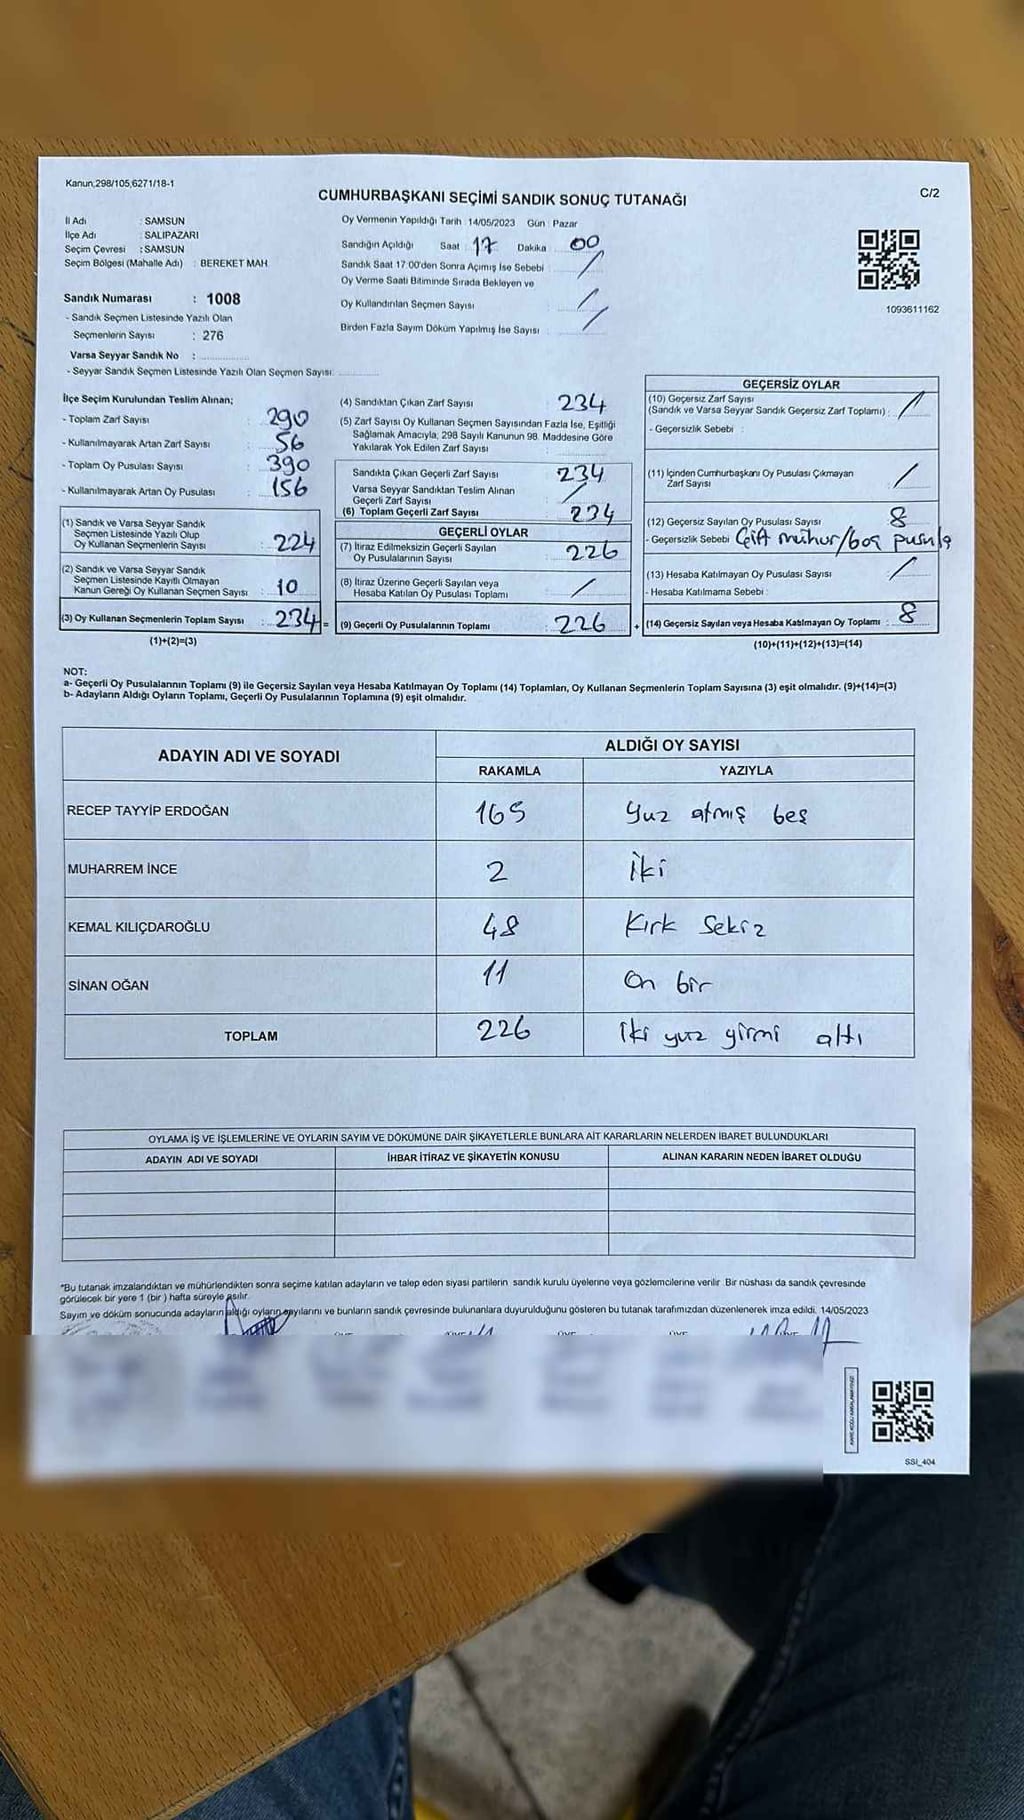 Kanun,298/105,6271/18-1
CUMHURBAŞKANI SEÇİMİ SANDIK SONUÇ TUTANAĞI
C/2
İl Adı : SAMSUN
İlçe Adı : SALIPAZARI
Seçim Çevresi : SAMSUN
Seçim Bölgesi (Mahalle Adı) : BEREKET MAH.
Sandık Numarası : 1008
- Sandık Seçmen Listesinde Yazılı Olan
Seçmenlerin Sayısı : 276
Varsa Seyyar Sandık No :
- Seyyar Sandık Seçmen Listesinde Yazılı Olan Seçmen Sayısı:
Oy Vermenin Yapıldığı Tarih : 14/05/2023 Gün : Pazar
Sandığın Açıldığı Saat : 17 Dakika : 00
Sandık Saat 17:00'den Sonra Açımış İse Sebebi : /
Oy Verme Saati Bitiminde Sırada Bekleyen ve
Oy Kullandırılan Seçmen Sayısı : /
Birden Fazla Sayım Döküm Yapılmış İse Sayısı : /
1093611162
İlçe Seçim Kurulundan Teslim Alınan;
- Toplam Zarf Sayısı : 290
- Kullanılmayarak Artan Zarf Sayısı : 56
- Toplam Oy Pusulası Sayısı : 390
- Kullanılmayarak Artan Oy Pusulası : 156
(1) Sandık ve Varsa Seyyar Sandık
Seçmen Listesinde Yazılı Olup
Oy Kullanan Seçmenlerin Sayısı : 224
(2) Sandık ve Varsa Seyyar Sandık
Seçmen Listesinde Kayıtlı Olmayan
Kanun Gereği Oy Kullanan Seçmen Sayısı : 10
(3) Oy Kullanan Seçmenlerin Toplam Sayısı : 234 =
(1)+(2)=(3)
(4) Sandıktan Çıkan Zarf Sayısı : 234
(5) Zarf Sayısı Oy Kullanan Seçmen Sayısından Fazla İse, Eşitliği
Sağlamak Amacıyla, 298 Sayılı Kanunun 98. Maddesine Göre
Yakılarak Yok Edilen Zarf Sayısı :
Sandıkta Çıkan Geçerli Zarf Sayısı : 234
Varsa Seyyar Sandıktan Teslim Alınan
Geçerli Zarf Sayısı : /
(6) Toplam Geçerli Zarf Sayısı : 234
GEÇERLİ OYLAR
(7) İtiraz Edilmeksizin Geçerli Sayılan
Oy Pusulalarının Sayısı : 226
(8) İtiraz Üzerine Geçerli Sayılan veya
Hesaba Katılan Oy Pusulası Toplamı : /
(9) Geçerli Oy Pusulalarının Toplamı : 226 +
GEÇERSİZ OYLAR
(10) Geçersiz Zarf Sayısı
(Sandık ve Varsa Seyyar Sandık Geçersiz Zarf Toplamı) : /
- Geçersizlik Sebebi :
(11) İçinden Cumhurbaşkanı Oy Pusulası Çıkmayan
Zarf Sayısı : /
(12) Geçersiz Sayılan Oy Pusulası Sayısı : 8
- Geçersizlik Sebebi : Çift mühür/boş pusula
(13) Hesaba Katılmayan Oy Pusulası Sayısı : /
- Hesaba Katılmama Sebebi :
(14) Geçersiz Sayılan veya Hesaba Katılmayan Oy Toplamı : 8
(10)+(11)+(12)+(13)=(14)
NOT:
a- Geçerli Oy Pusulalarının Toplamı (9) ile Geçersiz Sayılan veya Hesaba Katılmayan Oy Toplamı (14) Toplamları, Oy Kullanan Seçmenlerin Toplam Sayısına (3) eşit olmalıdır. (9)+(14)=(3)
b- Adayların Aldığı Oyların Toplamı, Geçerli Oy Pusulalarının Toplamına (9) eşit olmalıdır.
ADAYIN ADI VE SOYADI
ALDIĞI OY SAYISI
RAKAMLA YAZIYLA
RECEP TAYYİP ERDOĞAN 165 Yuz atmış beş
MUHARREM İNCE 2 İki
KEMAL KILIÇDAROĞLU 48 Kırk Sekiz
SİNAN OĞAN 11 On bir
TOPLAM 226 İki yuz yirmi altı
OYLAMA İŞ VE İŞLEMLERİNE VE OYLARIN SAYIM VE DÖKÜMÜNE DAİR ŞİKAYETLERLE BUNLARA AİT KARARLARIN NELERDEN İBARET BULUNDUKLARI
ADAYIN ADI VE SOYADI İHBAR İTİRAZ VE ŞİKAYETİN KONUSU ALINAN KARARIN NEDEN İBARET OLDUĞU
*Bu tutanak imzalandıktan ve mühürlendikten sonra seçime katılan adayların ve talep eden siyasi partilerin sandık kurulu üyelerine veya gözlemcilerine verilir. Bir nüshası da sandık çevresinde
görülecek bir yere 1 (bir ) hafta süreyle asılır.
Sayım ve döküm sonucunda adayların aldığı oyların sayılarını ve bunların sandık çevresinde bulunanlara duyurulduğunu gösteren bu tutanak tarafımızdan düzenlenerek imza edildi. 14/05/2023
SSI_404